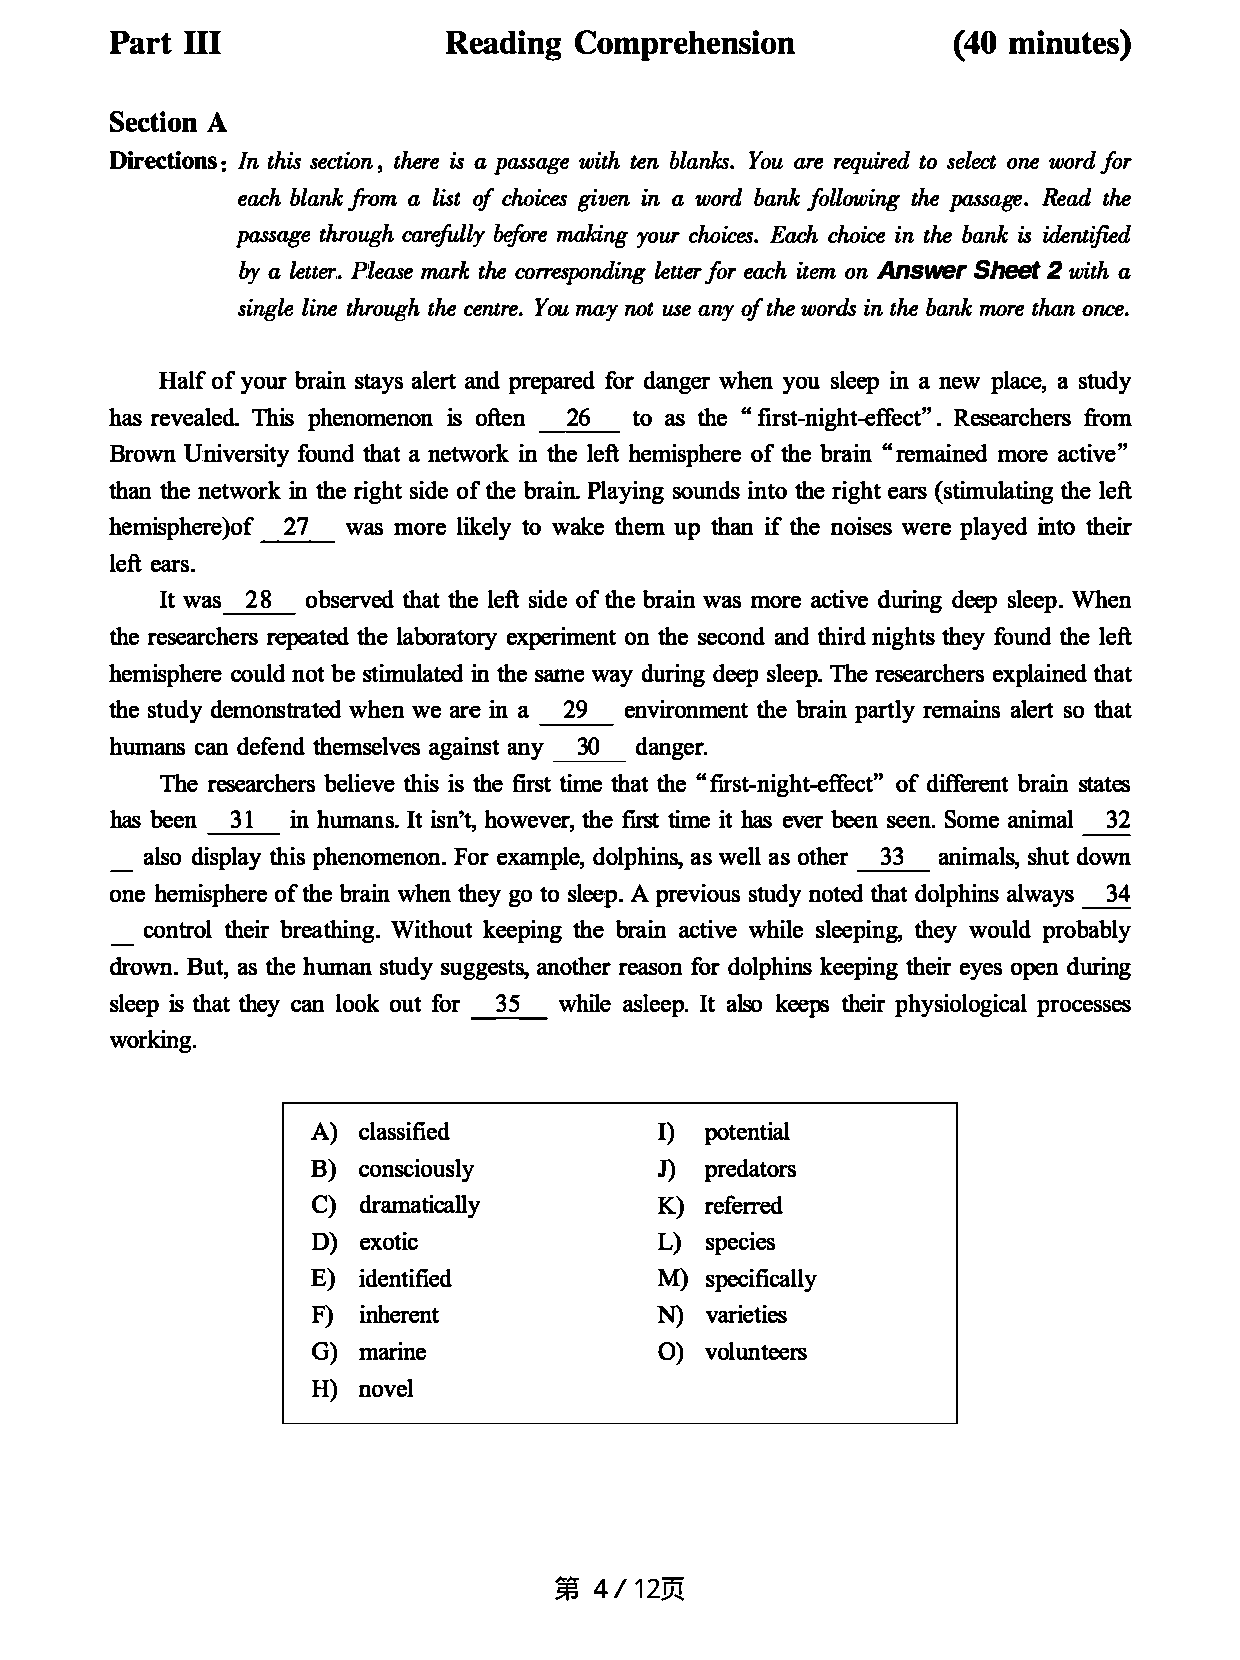 Part III Reading Comprehension (40 minutes)
Section A
Directions: In this section, there is a passage with ten blanks. You are required to select one word for
each blank from a list of choices given in a word bank following the passage. Read the
passage through carefully before making your choices. Each choice in the bank is identified
by a letter. Please mark the corresponding letter for each item on Answer Sheet 2 with a
single line through the centre. You may not use any of the words in the bank more than once.
Half of your brain stays alert and prepared for danger when you sleep in a new place, a study
has revealed. This phenomenon is often __26__ to as the “first-night-effect”. Researchers from
Brown University found that a network in the left hemisphere of the brain “remained more active”
than the network in the right side of the brain. Playing sounds into the right ears (stimulating the left
hemisphere)of __27__ was more likely to wake them up than if the noises were played into their
left ears.
It was __28__ observed that the left side of the brain was more active during deep sleep. When
the researchers repeated the laboratory experiment on the second and third nights they found the left
hemisphere could not be stimulated in the same way during deep sleep. The researchers explained that
the study demonstrated when we are in a __29__ environment the brain partly remains alert so that
humans can defend themselves against any __30__ danger.
The researchers believe this is the first time that the “first-night-effect” of different brain states
has been __31__ in humans. It isn’t, however, the first time it has ever been seen. Some animal __32
__ also display this phenomenon. For example, dolphins, as well as other __33__ animals, shut down
one hemisphere of the brain when they go to sleep. A previous study noted that dolphins always __34
__ control their breathing. Without keeping the brain active while sleeping, they would probably
drown. But, as the human study suggests, another reason for dolphins keeping their eyes open during
sleep is that they can look out for __35__ while asleep. It also keeps their physiological processes
working.
A) classified
B) consciously
C) dramatically
D) exotic
E) identified
F) inherent
G) marine
H) novel
I) potential
J) predators
K) referred
L) species
M) specifically
N) varieties
O) volunteers
第 4 / 12页